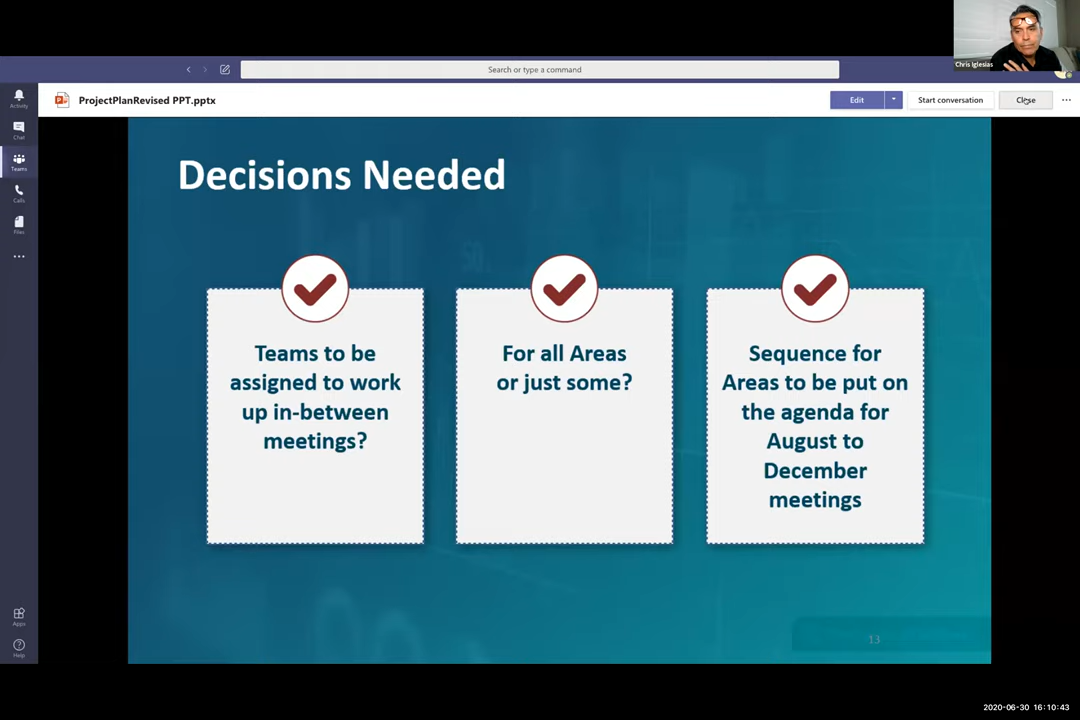 Chris Iglesias
Search or type a command
ProjectPlanRevised PPT.pptx
Edit
Start conversation
Close
Activity
Chat
Teams
Calls
Files
Apps
Help
Decisions Needed
Teams to be
assigned to work
up in-between
meetings?
For all Areas
or just some?
Sequence for
Areas to be put on
the agenda for
August to
December
meetings
13
2020-06-30 16:10:43